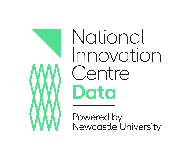 National
Innovation
Centre
Data
Powered by
Newcastle University